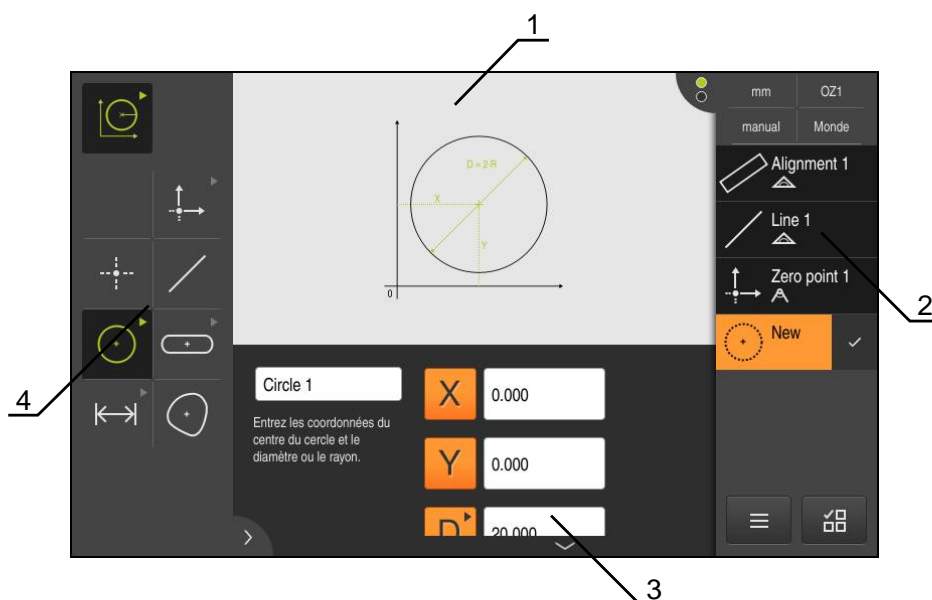 1
mm
OZ1
manual
Monde
D = 2·R
X
Y
0
Alignment 1
Line 1
Zero point 1
New
2
4
Circle 1
Entrez les coordonnées du
centre du cercle et le
diamètre ou le rayon.
X
0.000
Y
0.000
D
20.000
3